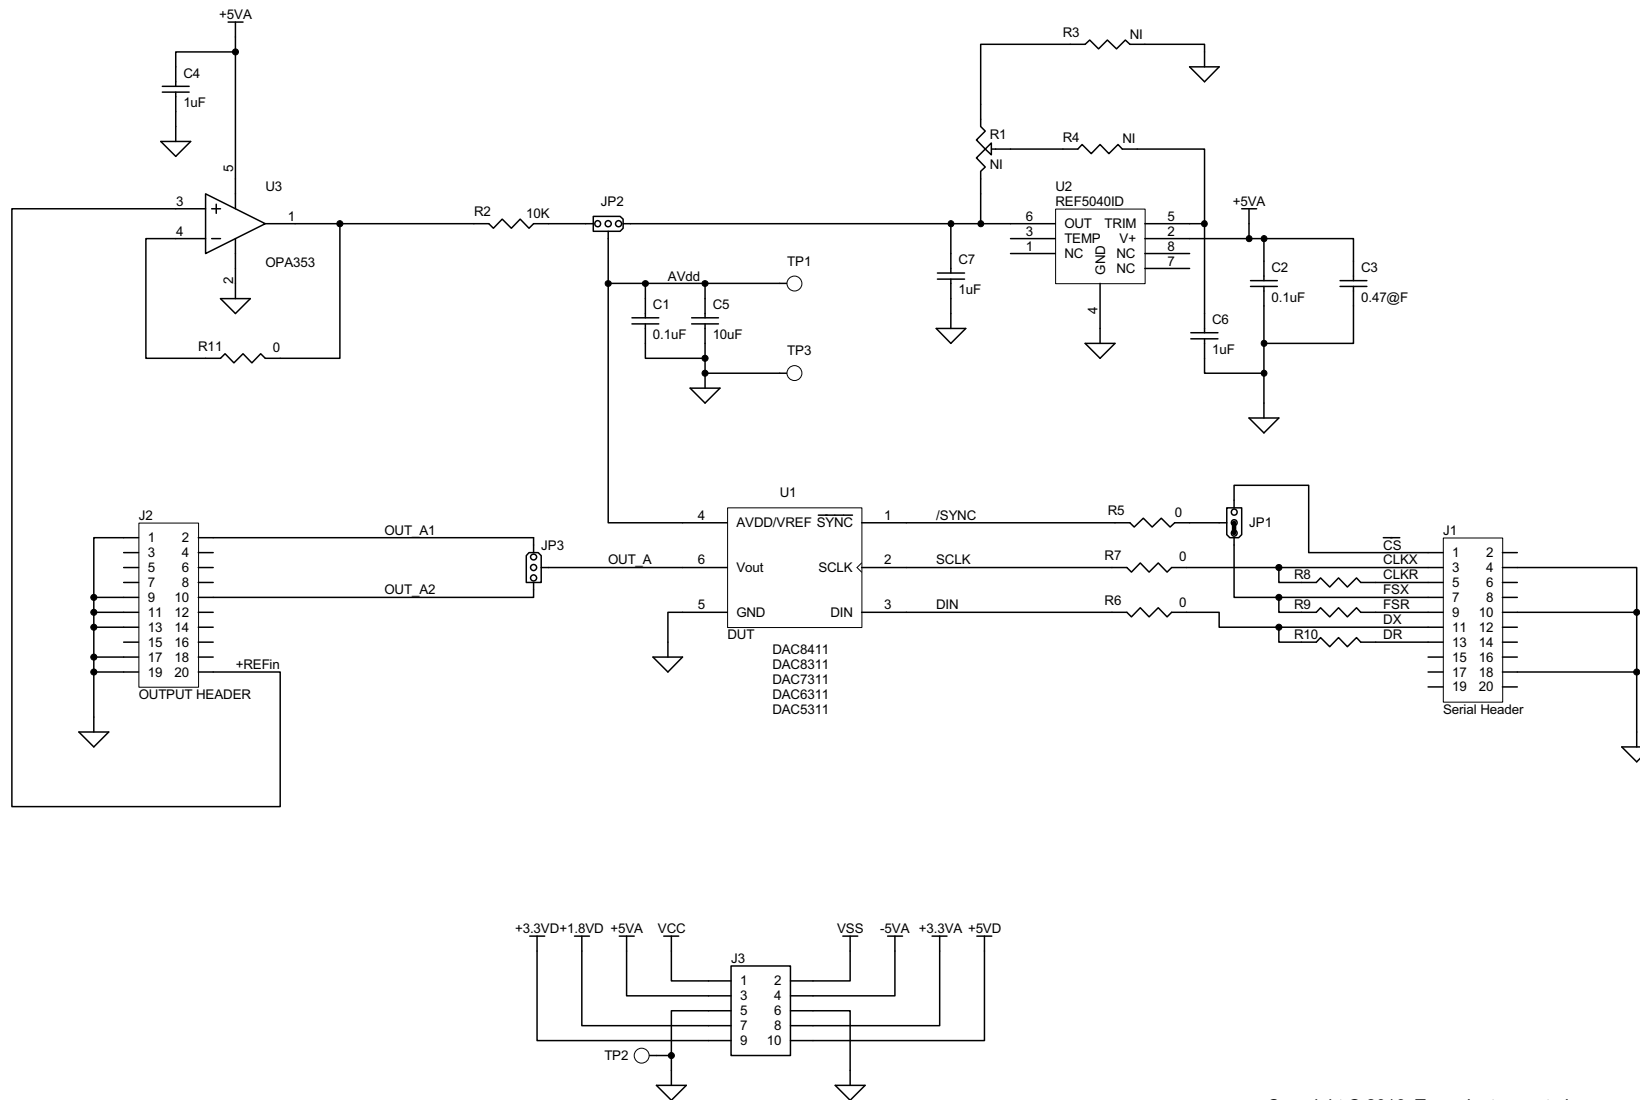 +5VA
R3 NI
C4
1uF
R1
NI
R4 NI
5
U3
3
+
1
4
−
2
OPA353
R2 10K
JP2
U2
REF5040ID
6 OUT TRIM 5
3 TEMP V+ 2
1 NC NC 8
GND NC 7
4
+5VA
C7
1uF
C2
0.1uF
C3
0.47@F
C6
1uF
AVdd
TP1
C1
0.1uF
C5
10uF
TP3
R11 0
U1
4 AVDD/VREF SYNC 1 /SYNC
6 Vout SCLK 2 SCLK
5 GND DIN 3 DIN
DUT
DAC8411
DAC8311
DAC7311
DAC6311
DAC5311
R5 0
R7 0
R6 0
JP1
R8
R9
R10
CS
CLKX
CLKR
FSX
FSR
DX
DR
J1
1 2
3 4
5 6
7 8
9 10
11 12
13 14
15 16
17 18
19 20
Serial Header
J2
1 2
3 4
5 6
7 8
9 10
11 12
13 14
15 16
17 18
19 20
OUTPUT HEADER
OUT_A1
JP3
OUT_A
OUT_A2
+REFin
+3.3VD +1.8VD +5VA VCC
VSS -5VA +3.3VA +5VD
J3
1 2
3 4
5 6
7 8
9 10
TP2